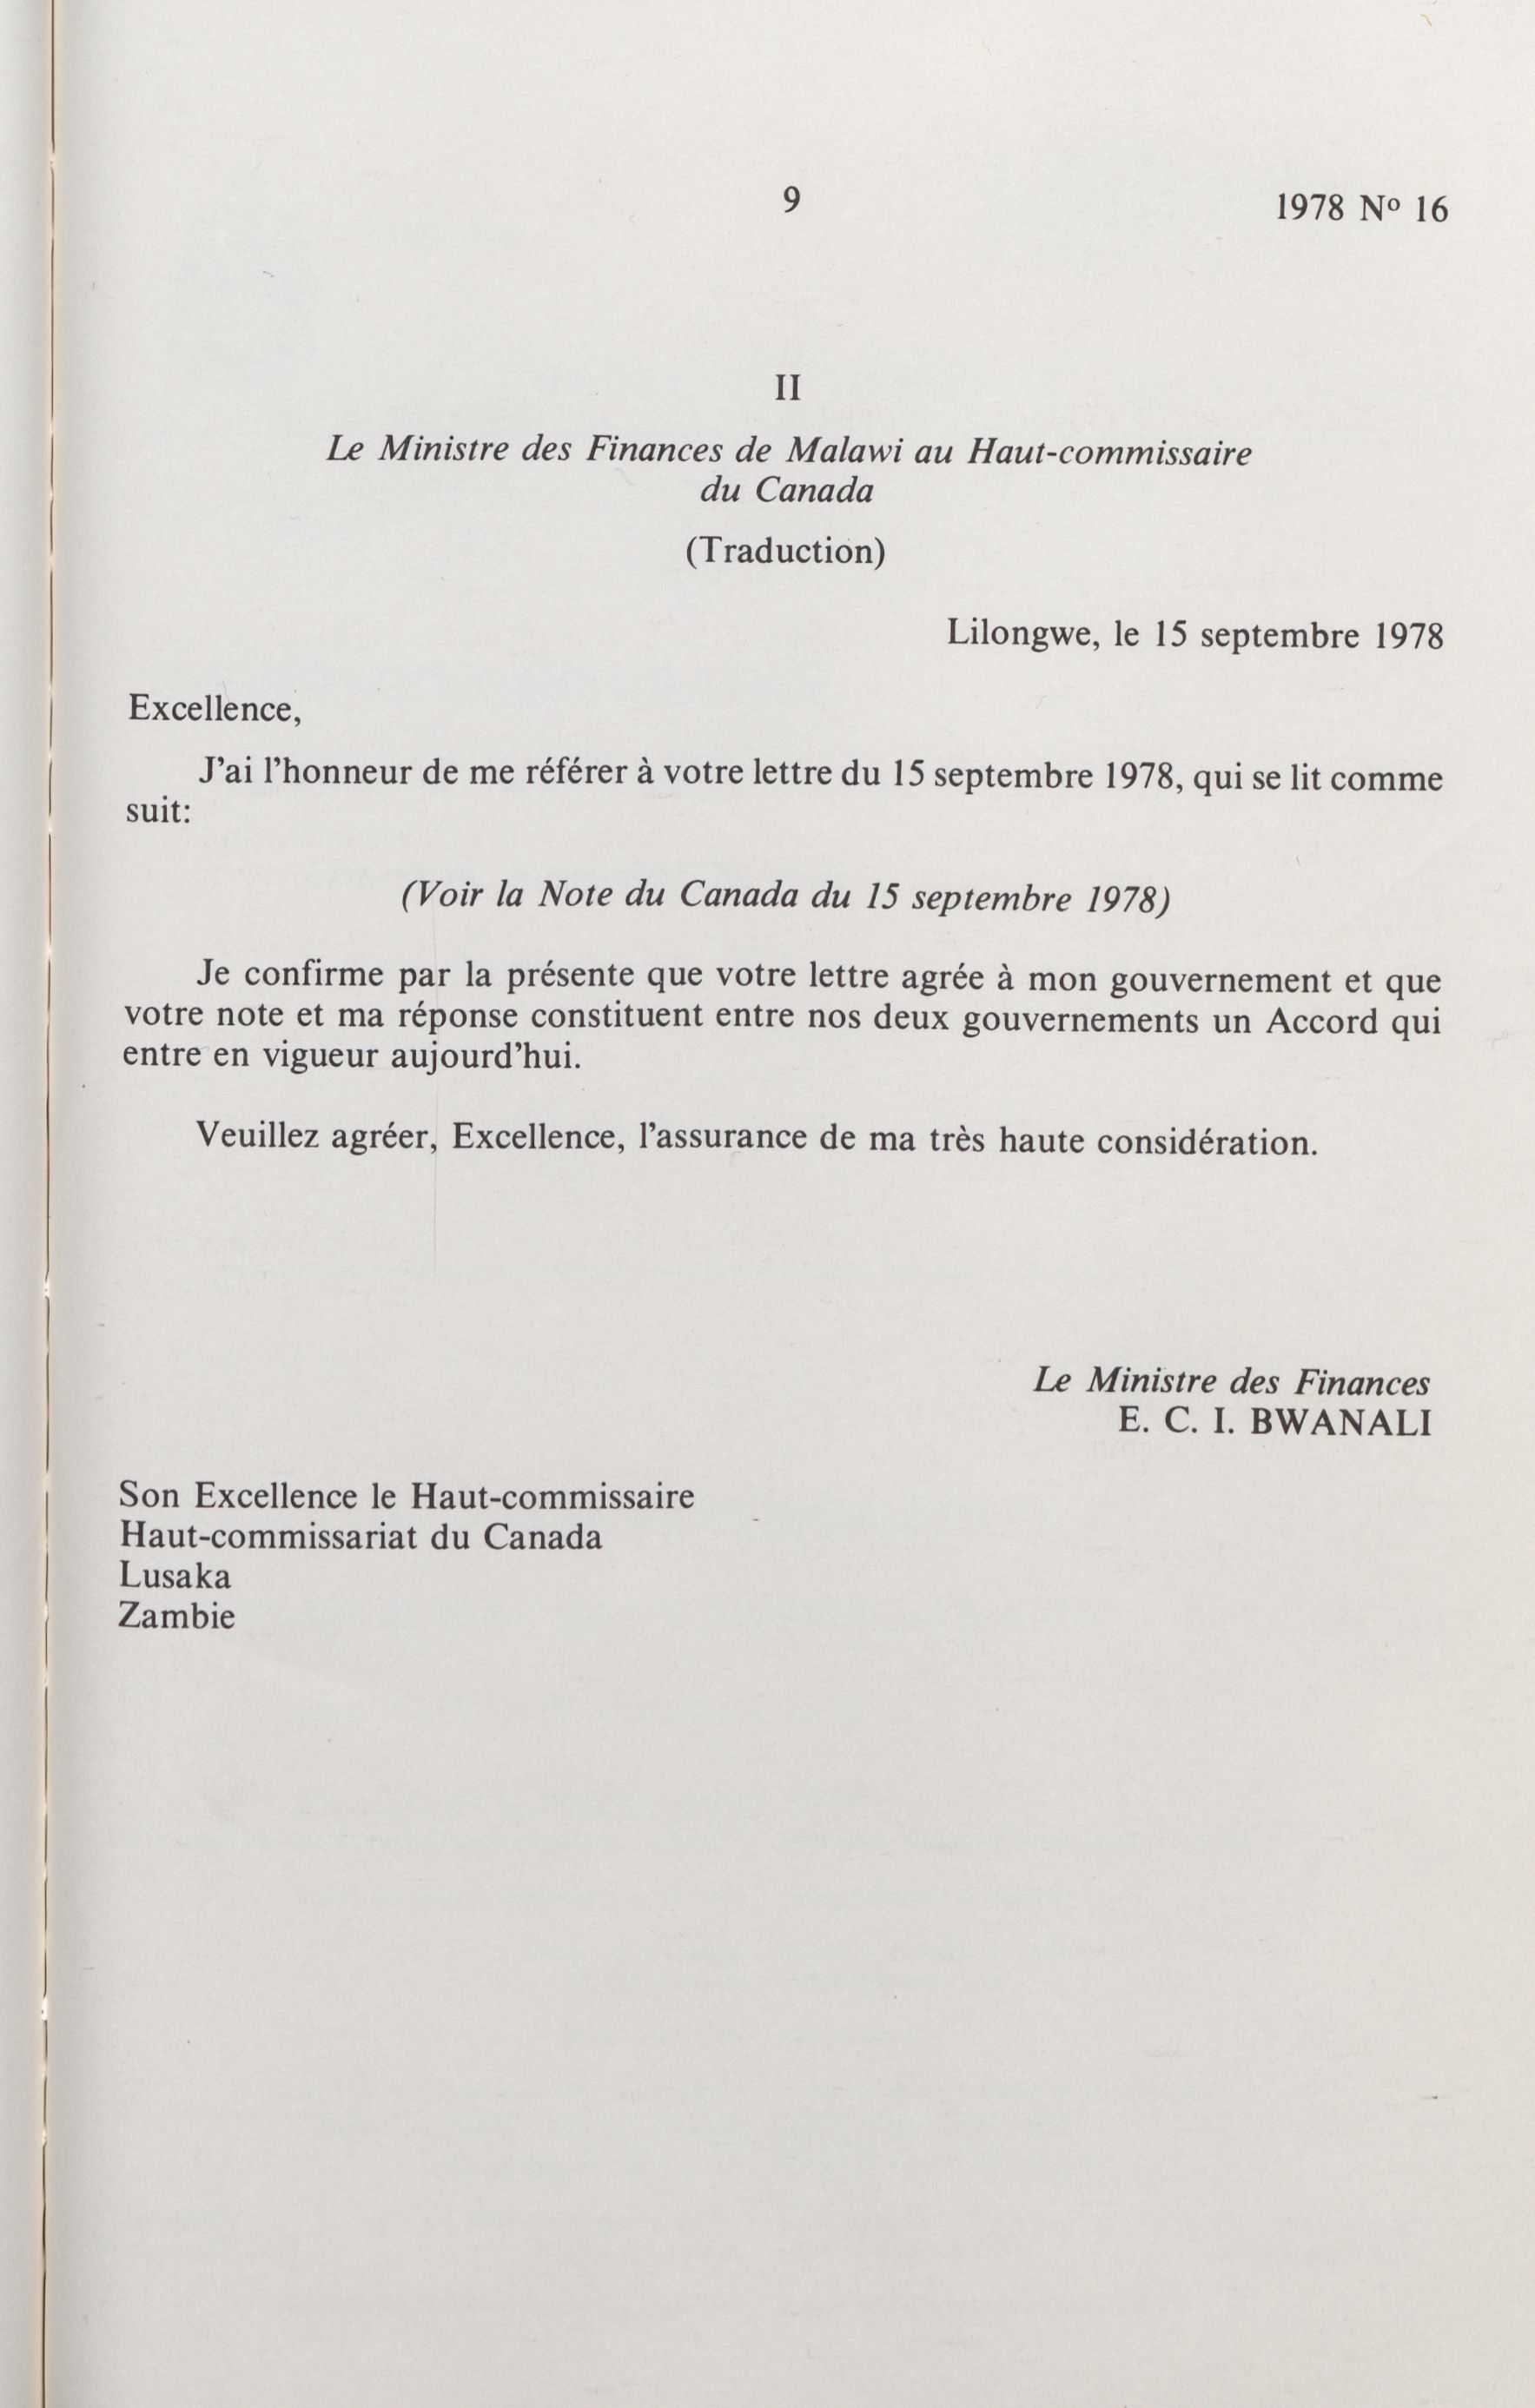 9
1978 Nº 16
II
Le Ministre des Finances de Malawi au Haut-commissaire
du Canada
(Traduction)
Lilongwe, le 15 septembre 1978
Excellence,
J'ai l'honneur de me référer à votre lettre du 15 septembre 1978, qui se lit comme
suit:
(Voir la Note du Canada du 15 septembre 1978)
Je confirme par la présente que votre lettre agrée à mon gouvernement et que
votre note et ma réponse constituent entre nos deux gouvernements un Accord qui
entre en vigueur aujourd'hui.
Veuillez agréer, Excellence, l'assurance de ma très haute considération.
Le Ministre des Finances
E. C. I. BWANALI
Son Excellence le Haut-commissaire
Haut-commissariat du Canada
Lusaka
Zambie